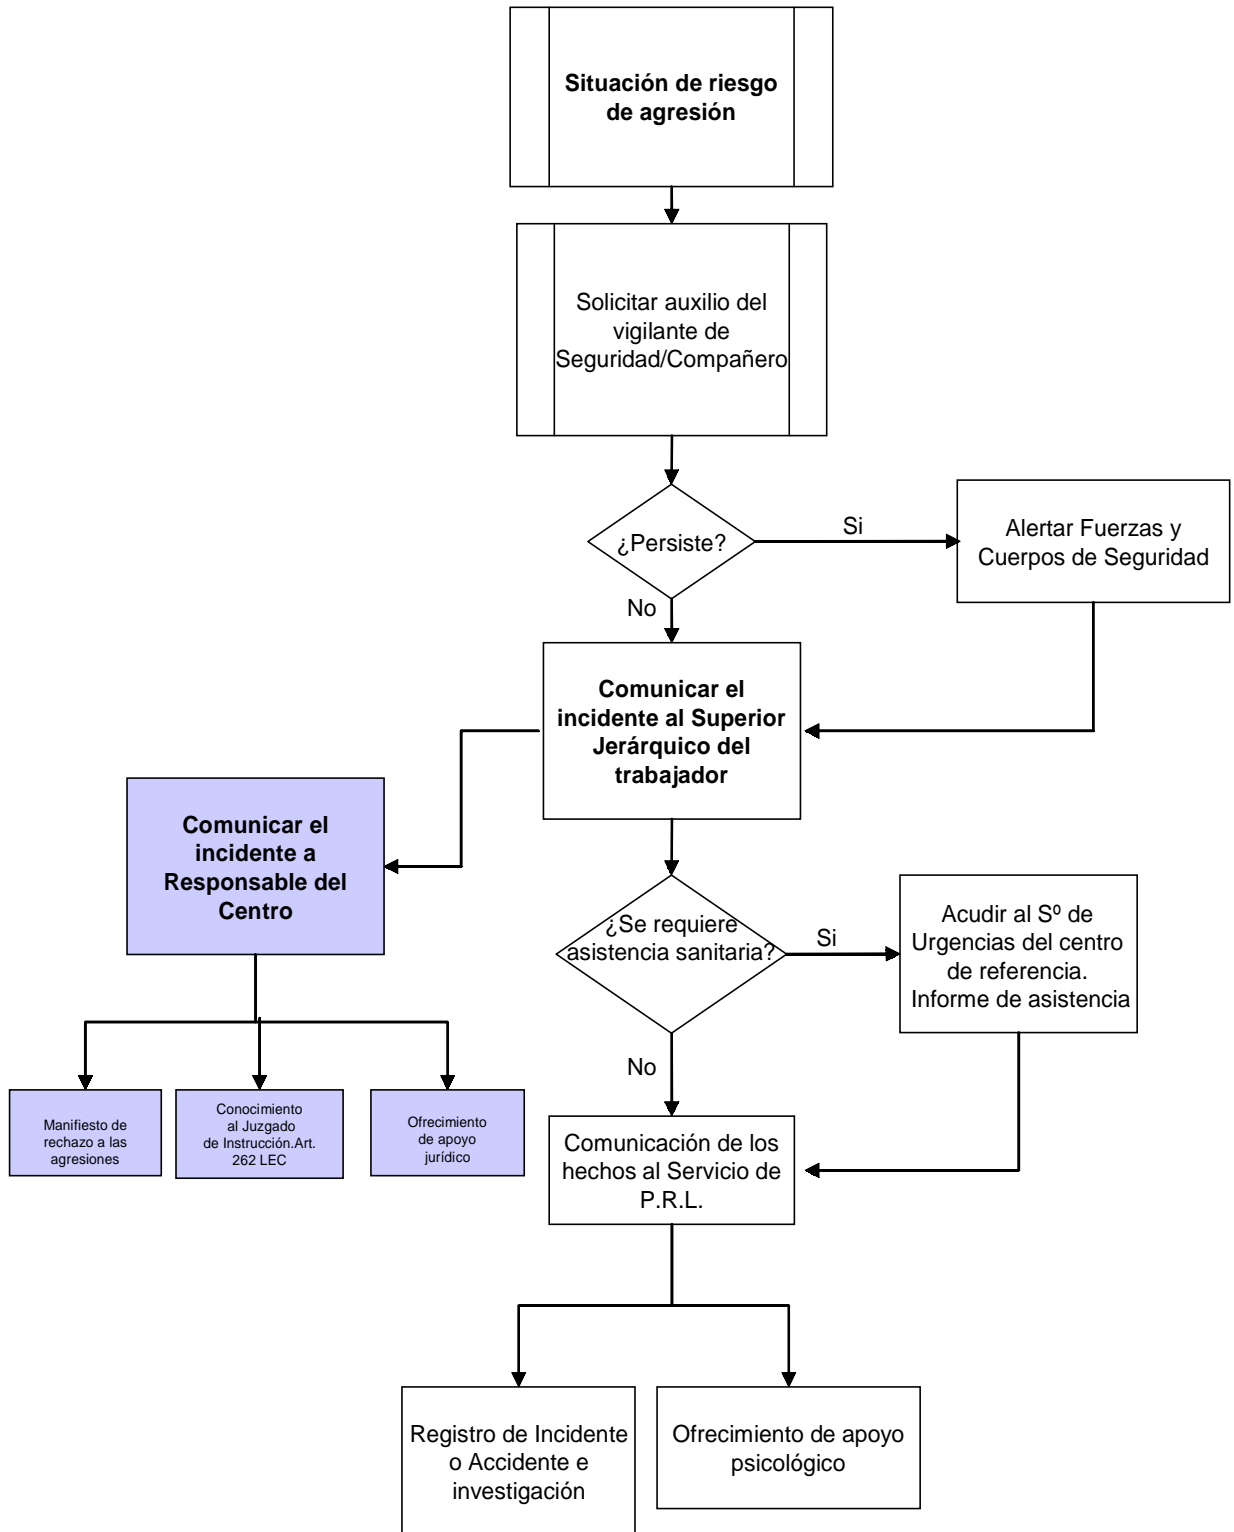 Situación de riesgo
de agresión
Solicitar auxilio del
vigilante de
Seguridad/Compañero
¿Persiste?
Si
Alertar Fuerzas y
Cuerpos de Seguridad
No
Comunicar el
incidente al Superior
Jerárquico del
trabajador
Comunicar el
incidente a
Responsable del
Centro
¿Se requiere
asistencia sanitaria?
Si
Acudir al Sº de
Urgencias del centro
de referencia.
Informe de asistencia
No
Manifiesto de
rechazo a las
agresiones
Conocimiento
al Juzgado
de Instrucción.Art.
262 LEC
Ofrecimiento
de apoyo
jurídico
Comunicación de los
hechos al Servicio de
P.R.L.
Registro de Incidente
o Accidente e
investigación
Ofrecimiento de apoyo
psicológico